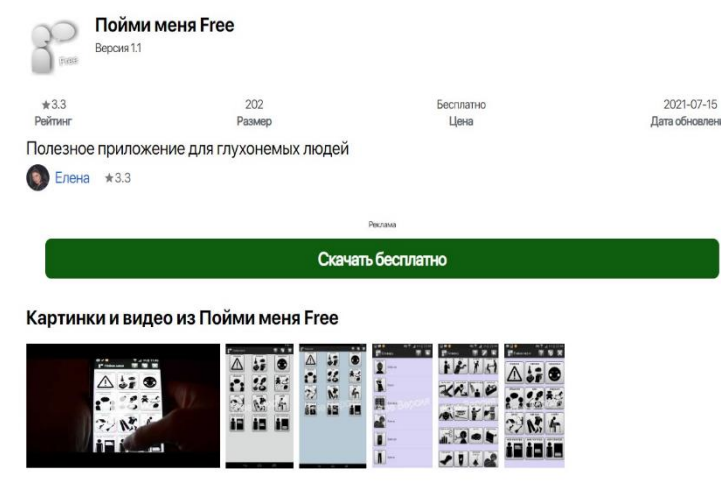 Пойми меня Free
Версия 1.1
Free
★3.3
Рейтинг
202
Размер
Бесплатно
Цена
2021-07-15
Дата обновлени
Полезное приложение для глухонемых людей
Елена ★3.3
Реклама
Скачать бесплатно
Картинки и видео из Пойми меня Free